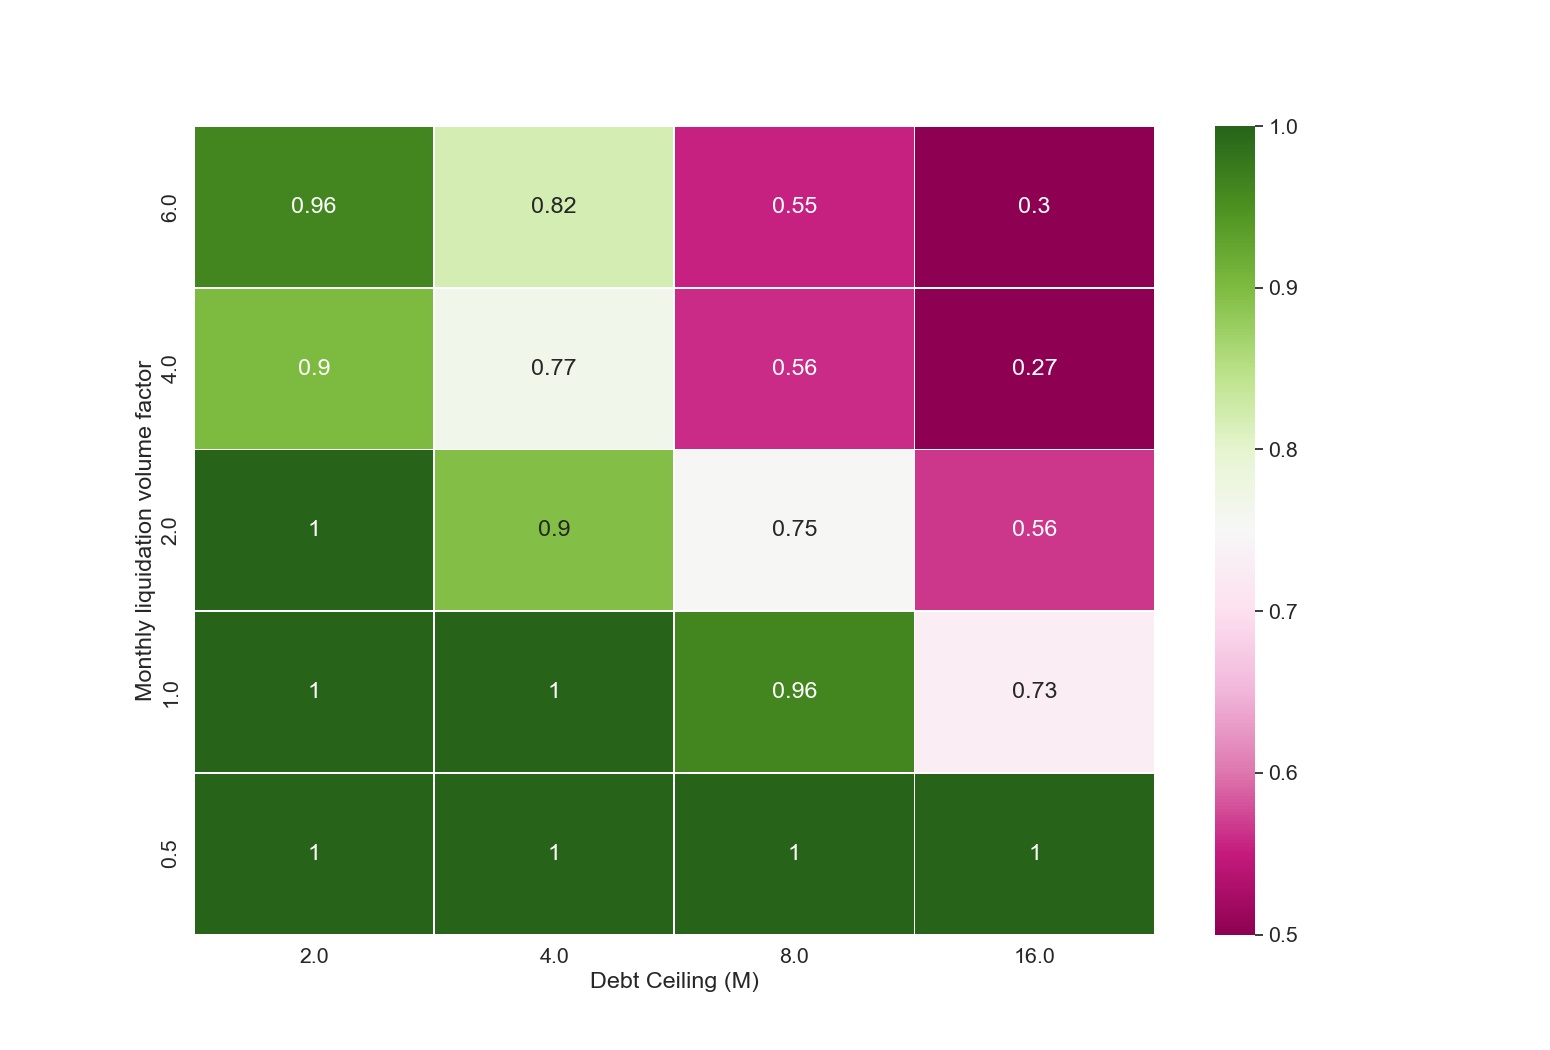 1.0
6.0 0.96 0.82 0.55 0.3
0.9
4.0 0.9 0.77 0.56 0.27
0.8
Monthly liquidation volume factor
2.0 1 0.9 0.75 0.56
0.7
1.0 1 1 0.96 0.73
0.6
0.5 1 1 1 1
0.5
2.0 4.0 8.0 16.0
Debt Ceiling (M)